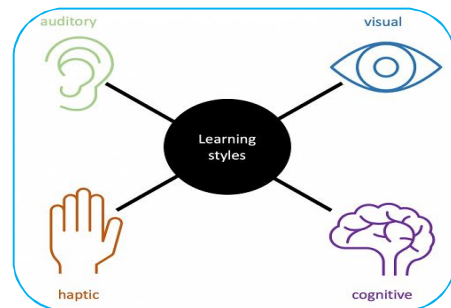 auditory
visual
Learning
styles
haptic
cognitive